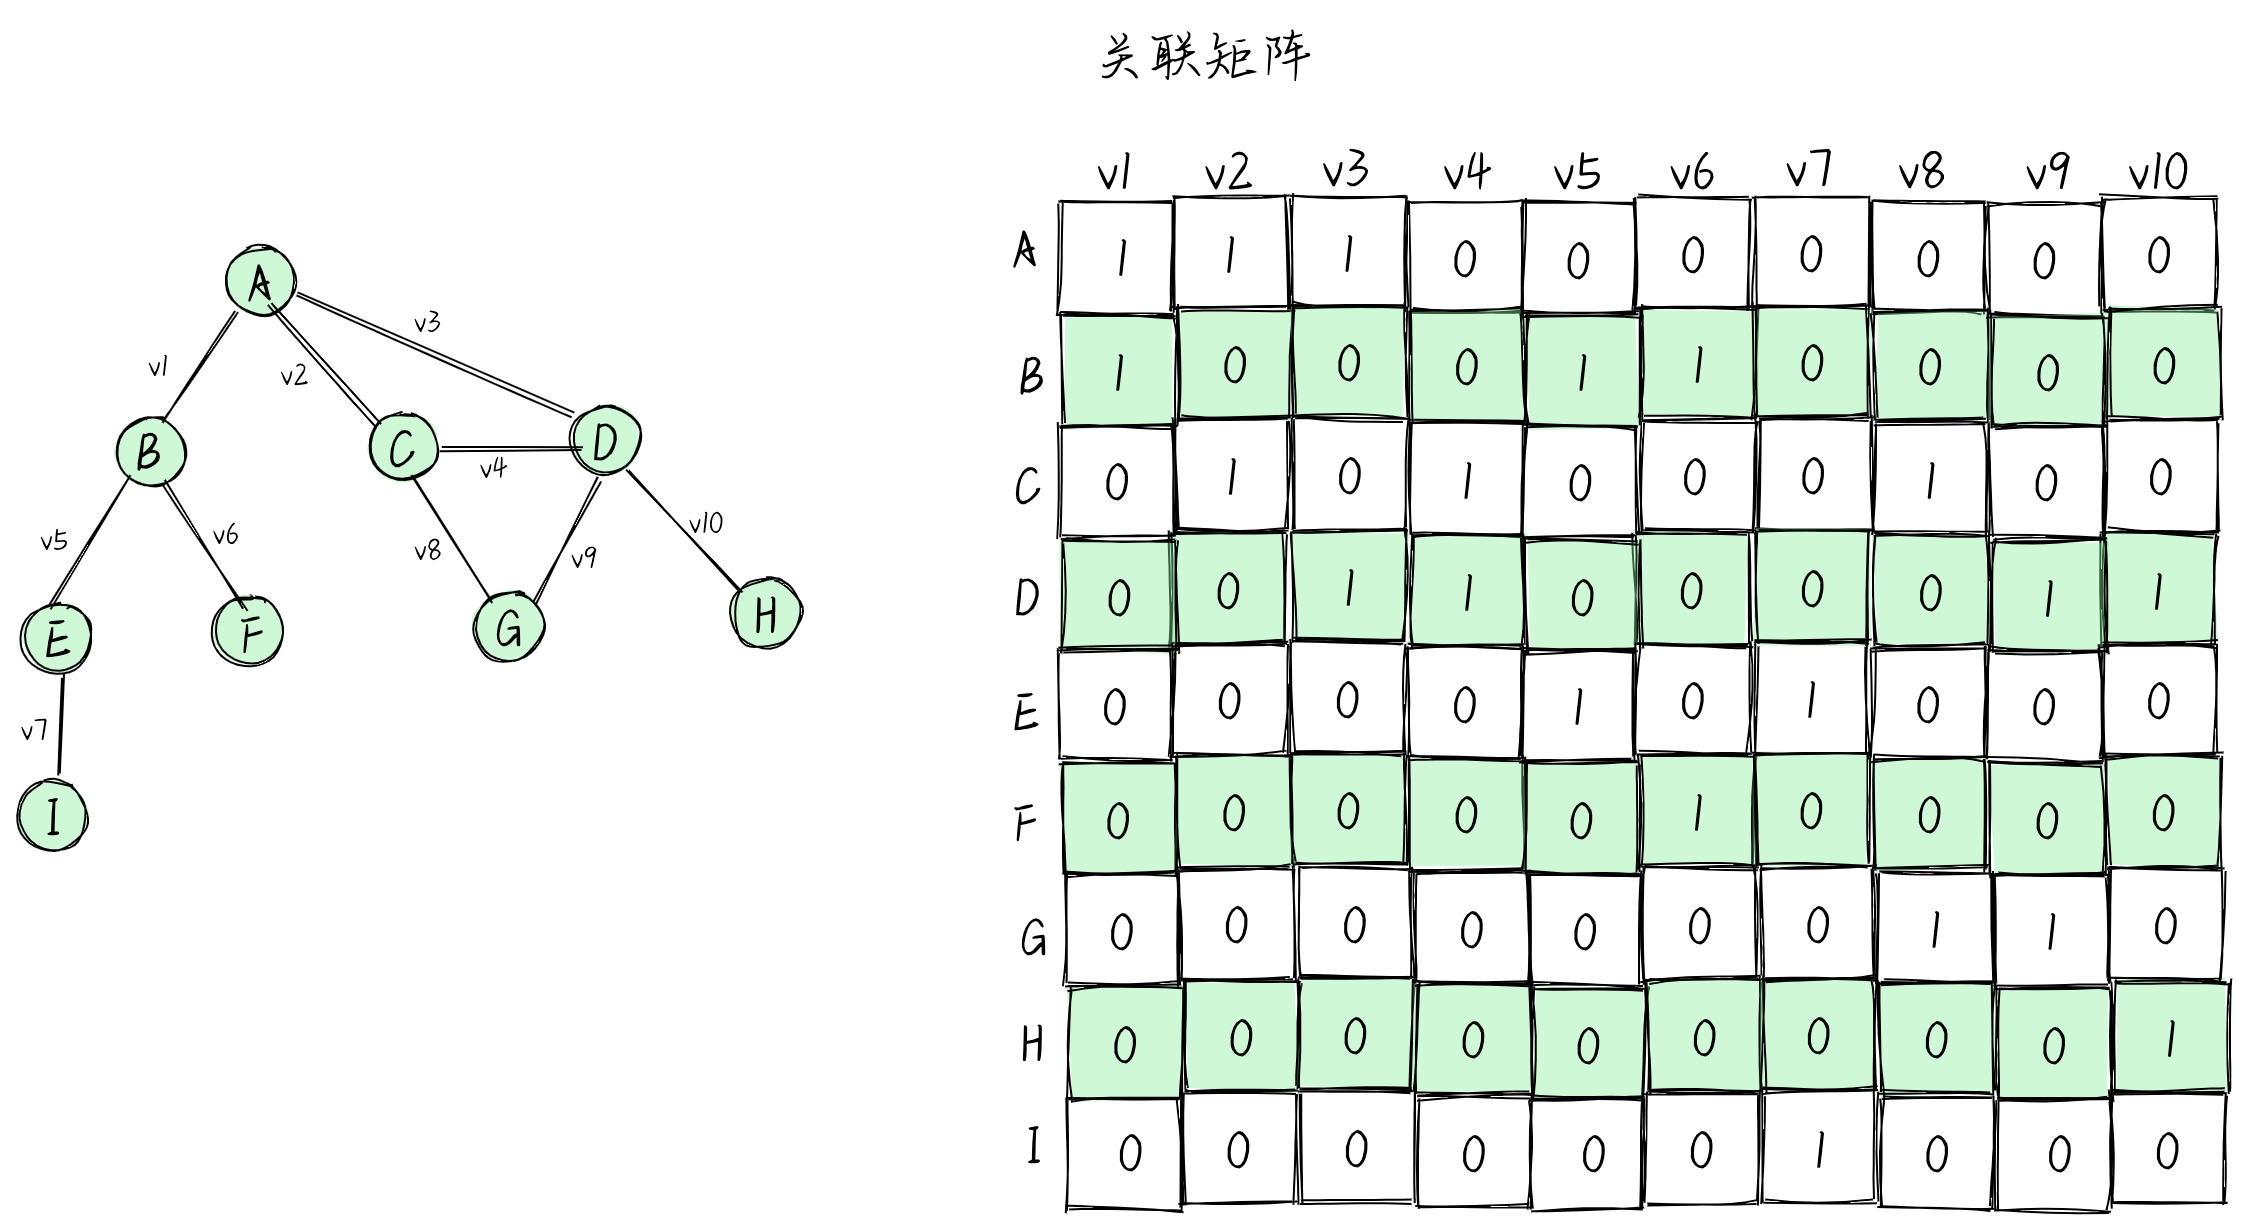 关联矩阵
v1 v2 v3 v4 v5 v6 v7 v8 v9 v10
A 1 1 1 0 0 0 0 0 0 0
B 1 0 0 0 1 1 0 0 0 0
C 0 1 0 1 0 0 0 1 0 0
D 0 0 1 1 0 0 0 0 1 1
E 0 0 0 0 1 0 1 0 0 0
F 0 0 0 0 0 1 0 0 0 0
G 0 0 0 0 0 0 0 1 1 0
H 0 0 0 0 0 0 0 0 0 1
I 0 0 0 0 0 0 1 0 0 0
A
v3
v1
v2
B
C
D
v4
v5
v6
v8
v9
v10
E
F
G
H
v7
I